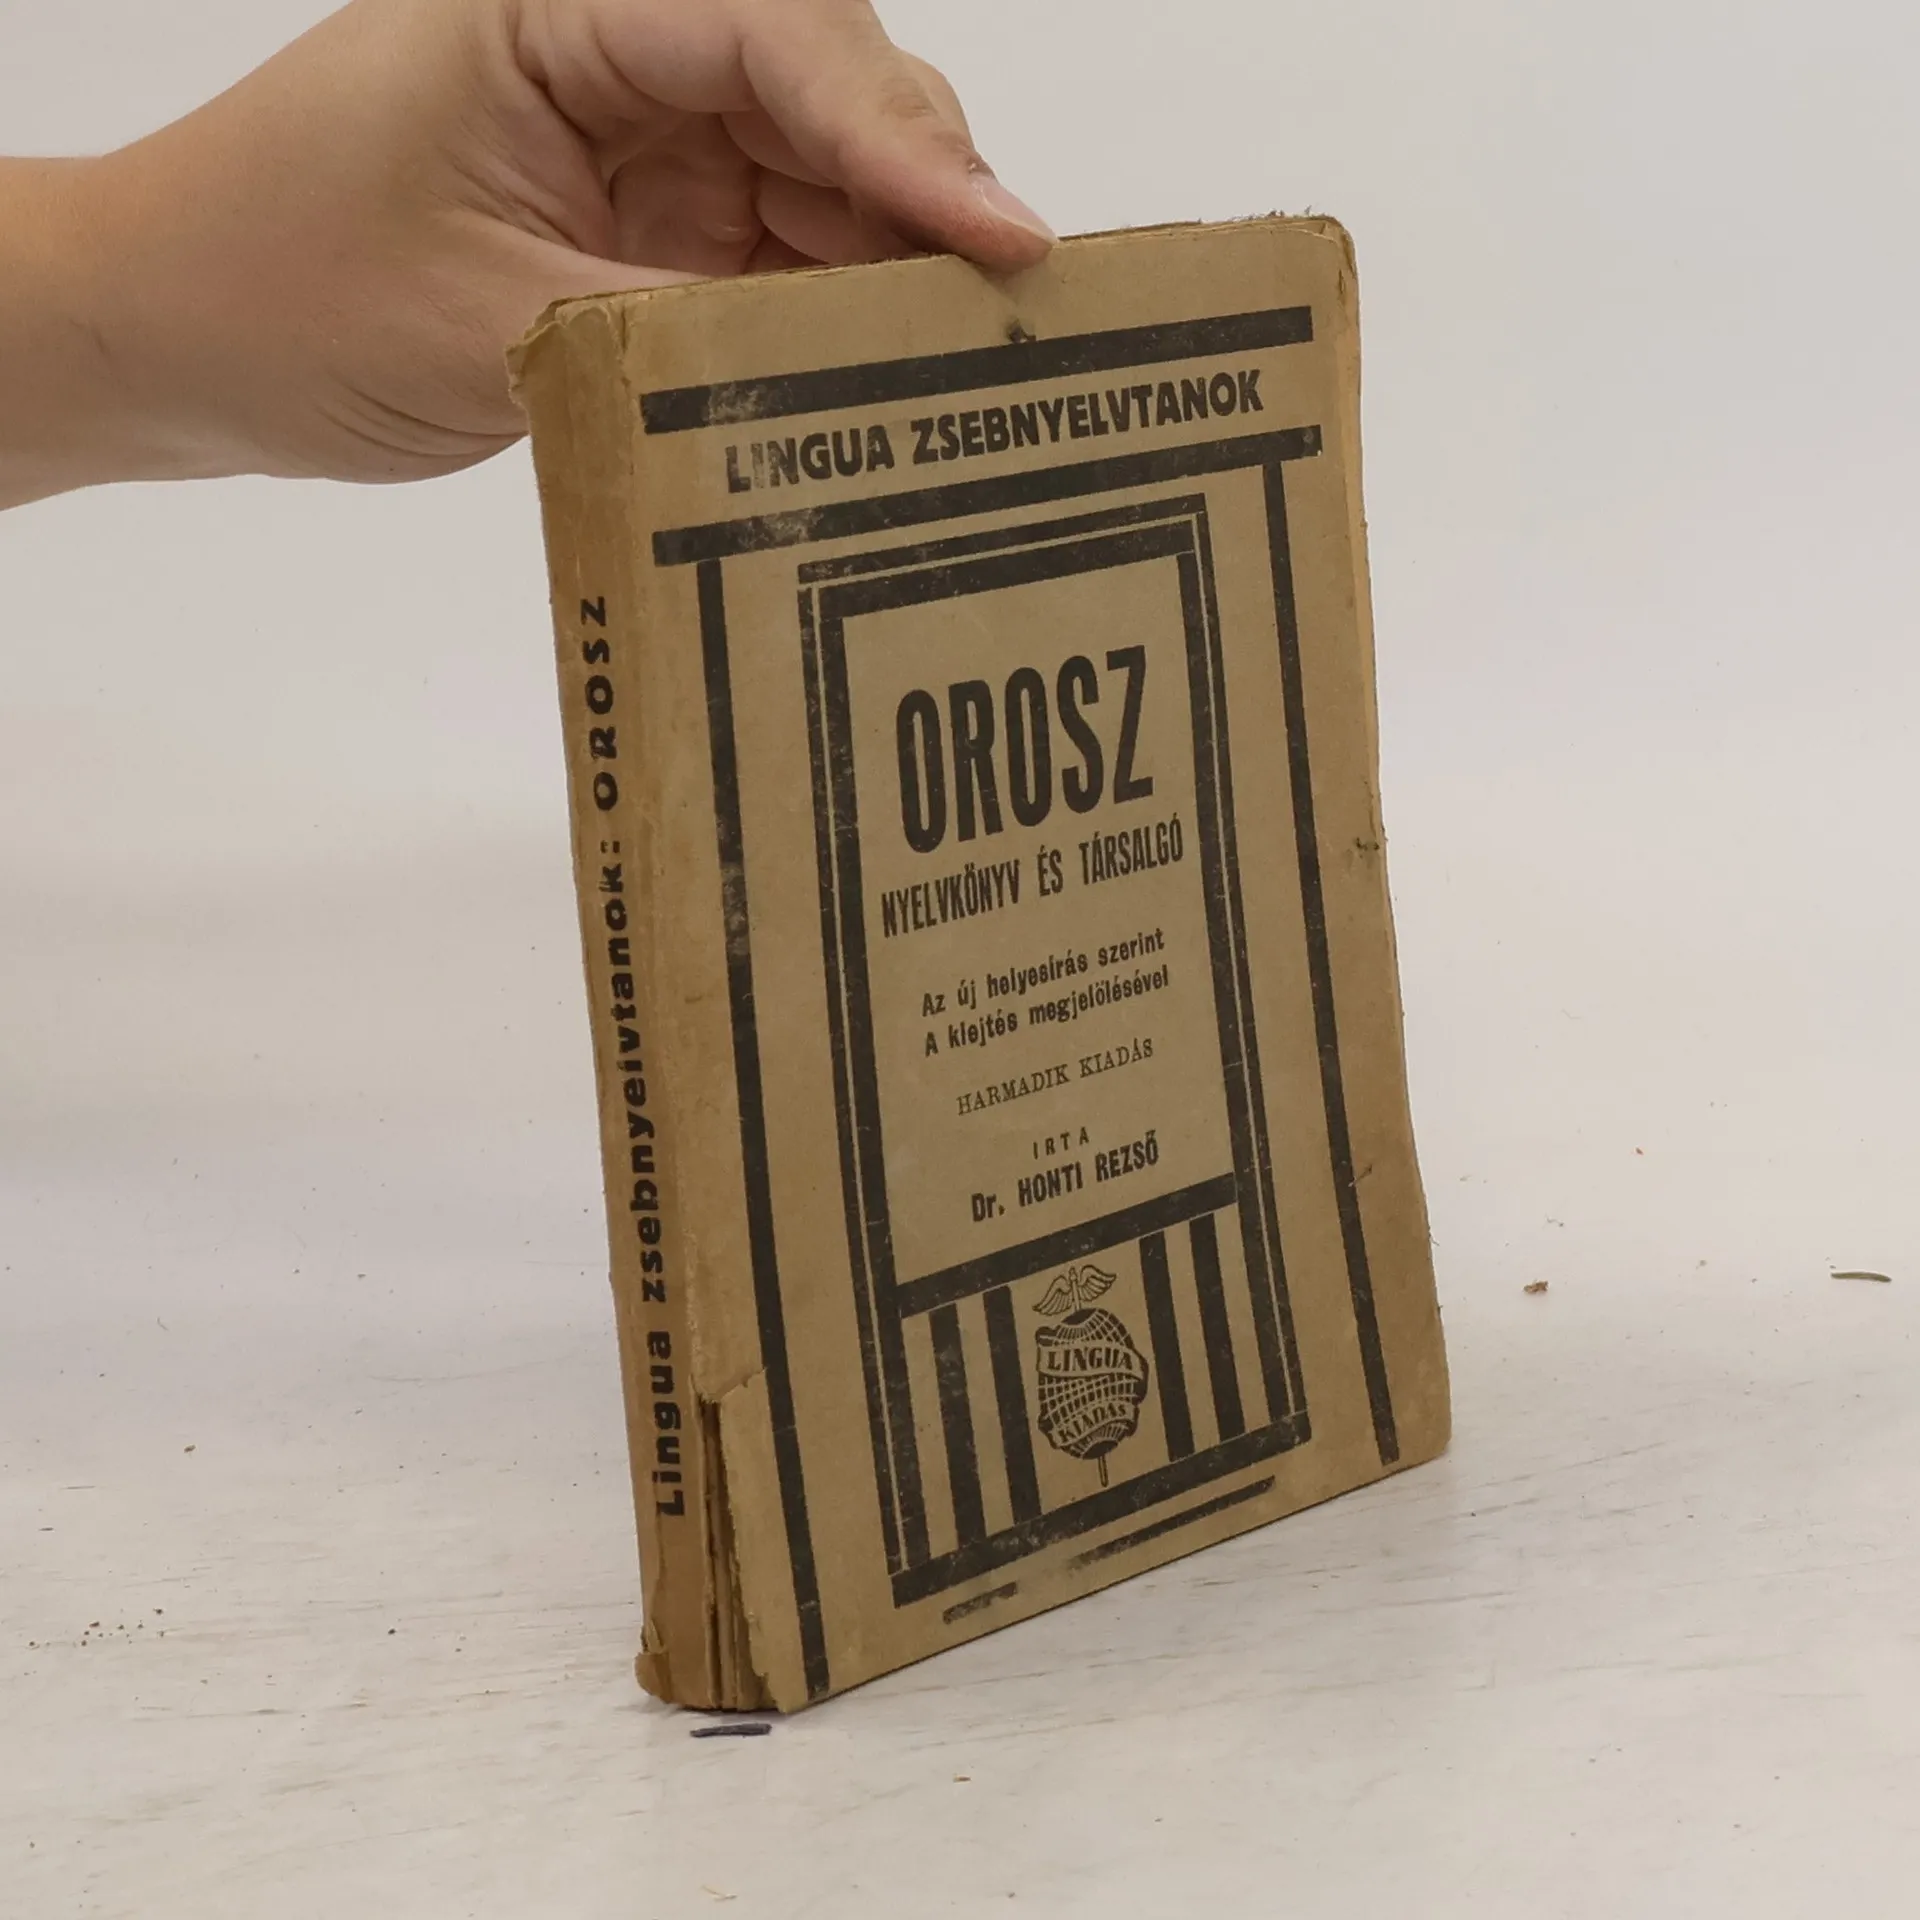 LINGUA ZSEBNYELVTANOK
OROSZ
NYELVKÖNYV ÉS TÁRSALGÓ
Az új helyesírás szerint
A kiejtés megjelölésével
HARMADIK KIADÁS
IRTA
Dr. HONTI REZSŐ
LINGUA
KIADÁS
Lingua zsebnyelvtanok: OROSZ